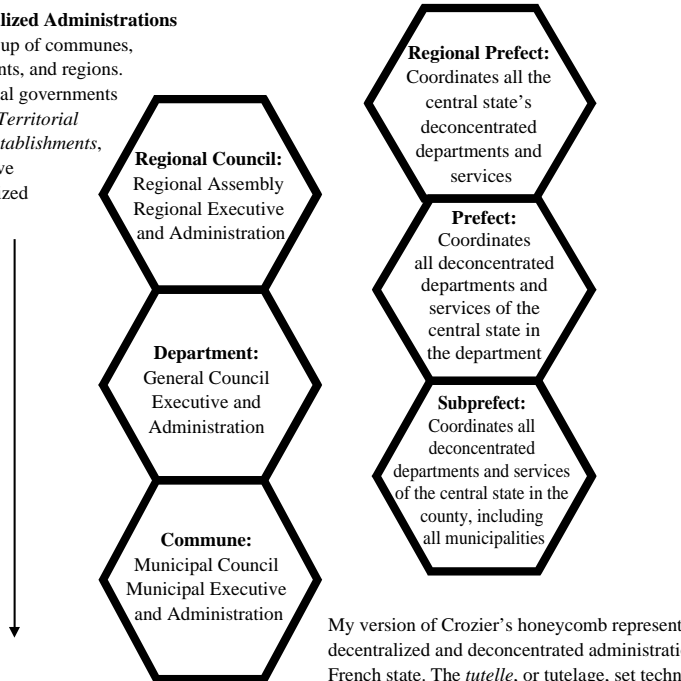 lized Administrations
up of communes,
nts, and regions.
al governments
Territorial
stablishments,
ve
ized
Regional Council:
Regional Assembly
Regional Executive
and Administration
Department:
General Council
Executive and
Administration
Commune:
Municipal Council
Municipal Executive
and Administration
Regional Prefect:
Coordinates all the
central state’s
deconcentrated
departments and
services
Prefect:
Coordinates
all deconcentrated
departments and
services of the
central state in
the department
Subprefect:
Coordinates all
deconcentrated
departments and services
of the central state in the
county, including
all municipalities
My version of Crozier’s honeycomb represent
decentralized and deconcentrated administrati
French state. The tutelle, or tutelage, set techn